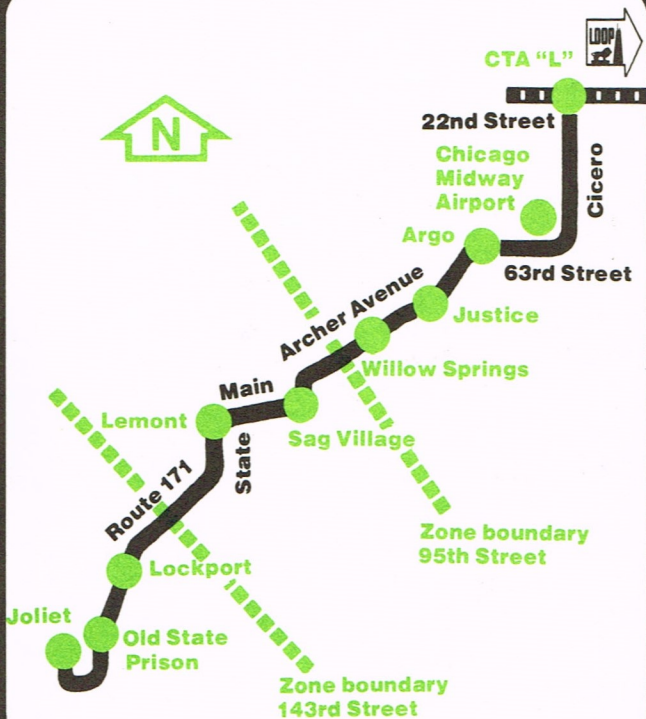 LOOP
CTA "L"
22nd Street
N
Chicago
Midway
Airport
Cicero
Argo
63rd Street
Archer Avenue
Justice
Willow Springs
Main
Lemont
Sag Village
State
Route 171
Zone boundary
95th Street
Lockport
Joliet
Old State
Prison
Zone boundary
143rd Street